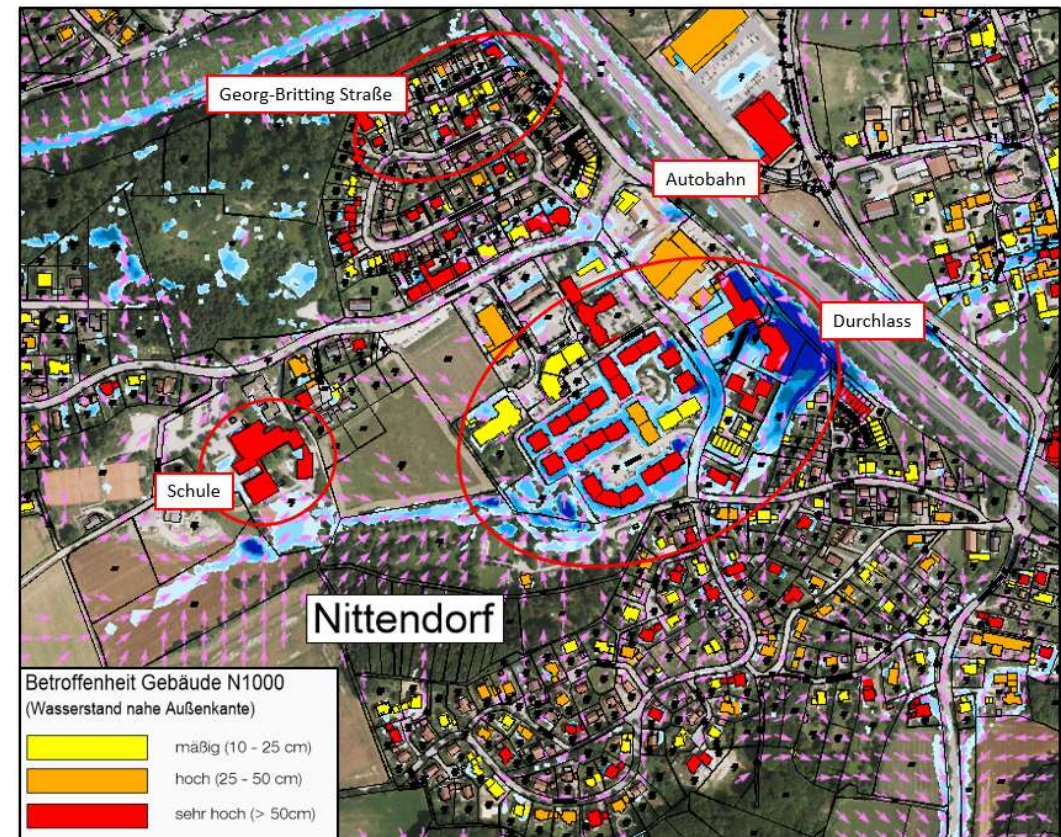 Georg-Britting Straße
Autobahn
Durchlass
Schule
Nittendorf
Betroffenheit Gebäude N1000
(Wasserstand nahe Außenkante)
mäßig (10 - 25 cm)
hoch (25 - 50 cm)
sehr hoch (> 50cm)